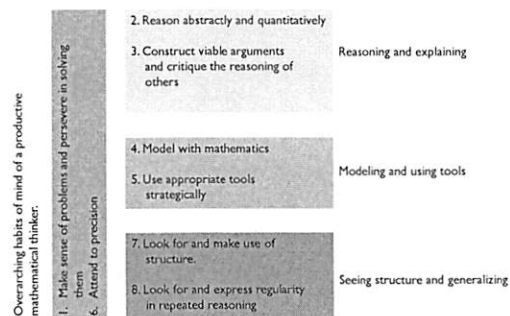 Overarching habits of mind of a productive
mathematical thinker.
1. Make sense of problems and persevere in solving
them
6. Attend to precision
2. Reason abstractly and quantitatively
3. Construct viable arguments
and critique the reasoning of
others
Reasoning and explaining
4. Model with mathematics
5. Use appropriate tools
strategically
Modeling and using tools
7. Look for and make use of
structure.
8. Look for and express regularity
in repeated reasoning
Seeing structure and generalizing